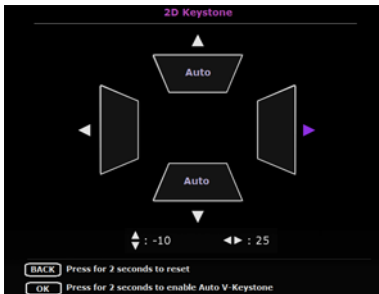 2D Keystone
Auto
Auto
: -10 : 25
BACK Press for 2 seconds to reset
OK Press for 2 seconds to enable Auto V-Keystone